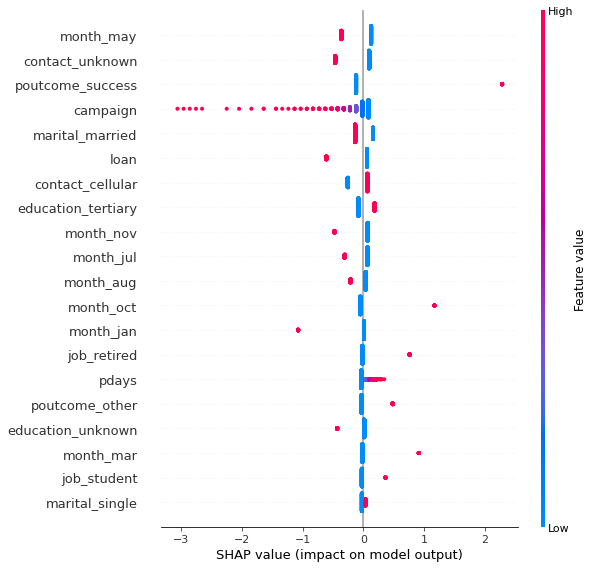 High
month_may
contact_unknown
poutcome_success
campaign
marital_married
loan
contact_cellular
education_tertiary
month_nov
month_jul
month_aug
month_oct
month_jan
job_retired
pdays
poutcome_other
education_unknown
month_mar
job_student
marital_single
Feature value
Low
−3 −2 −1 0 1 2
SHAP value (impact on model output)